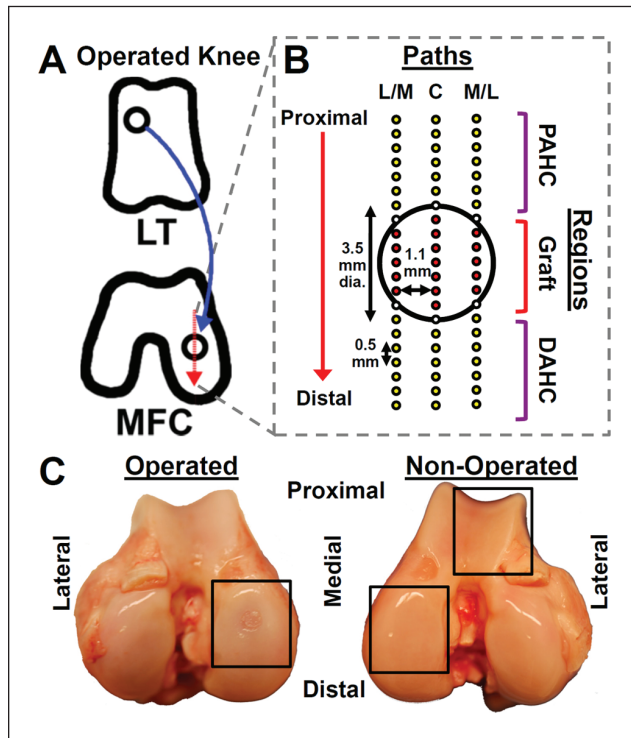 A
Operated Knee
LT
MFC
B
Paths
L/M C M/L
Proximal
Distal
3.5
mm
dia.
1.1
mm
0.5
mm
PAHC
Graft
DAHC
Regions
C
Operated
Non-Operated
Proximal
Lateral
Medial
Lateral
Distal